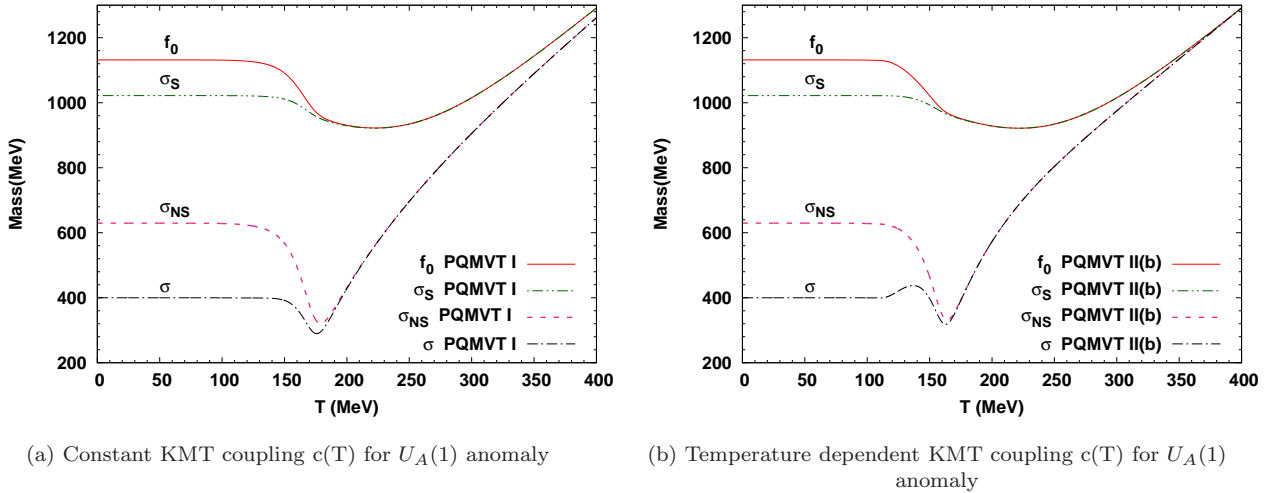 1200
1000
800
600
400
200
Mass(MeV)
f0
σS
σNS
σ
f0 PQMVT I
σS PQMVT I
σNS PQMVT I
σ PQMVT I
0 50 100 150 200 250 300 350 400
T (MeV)
(a) Constant KMT coupling c(T) for U_A(1) anomaly
1200
1000
800
600
400
200
Mass(MeV)
f0
σS
σNS
σ
f0 PQMVT II(b)
σS PQMVT II(b)
σNS PQMVT II(b)
σ PQMVT II(b)
0 50 100 150 200 250 300 350 400
T (MeV)
(b) Temperature dependent KMT coupling c(T) for U_A(1)
anomaly